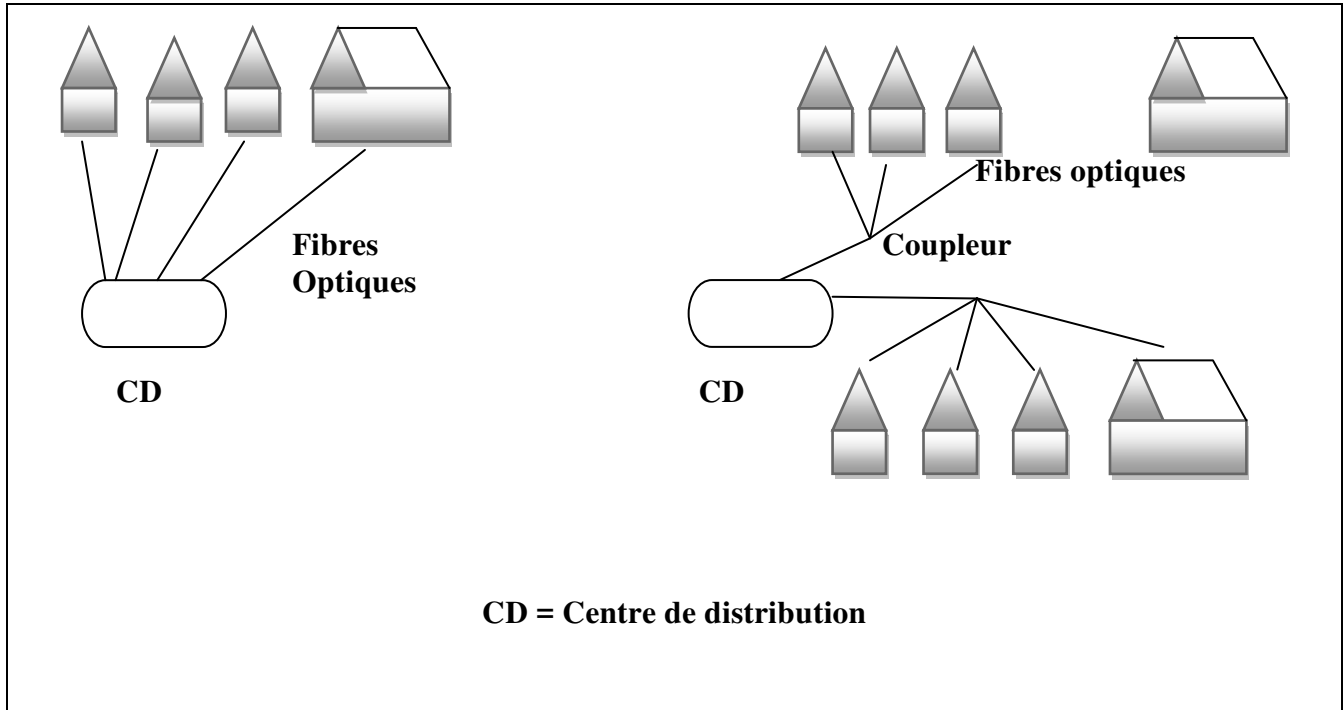 Fibres
Optiques
CD
Fibres optiques
Coupleur
CD
CD = Centre de distribution